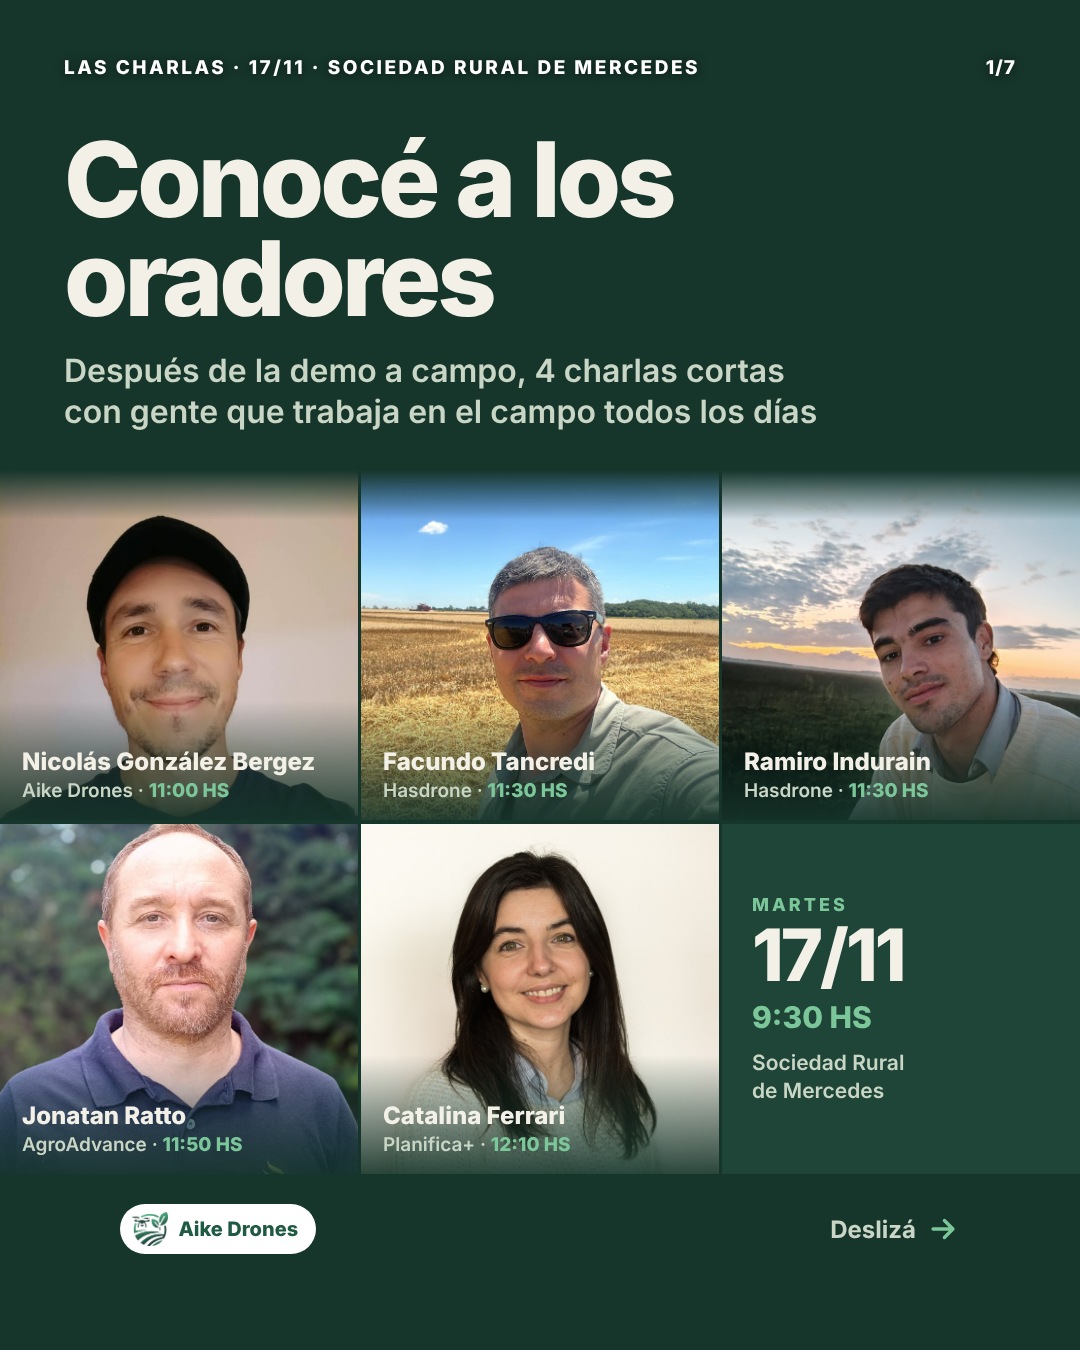 LAS CHARLAS · 17/11 · SOCIEDAD RURAL DE MERCEDES
1/7
Conocé a los
oradores
Después de la demo a campo, 4 charlas cortas
con gente que trabaja en el campo todos los días
Nicolás González Bergez
Aike Drones · 11:00 HS
Facundo Tancredi
Hasdrone · 11:30 HS
Ramiro Indurain
Hasdrone · 11:30 HS
Jonatan Ratto
AgroAdvance · 11:50 HS
Catalina Ferrari
Planifica+ · 12:10 HS
MARTES
17/11
9:30 HS
Sociedad Rural
de Mercedes
Aike Drones
Deslizá →